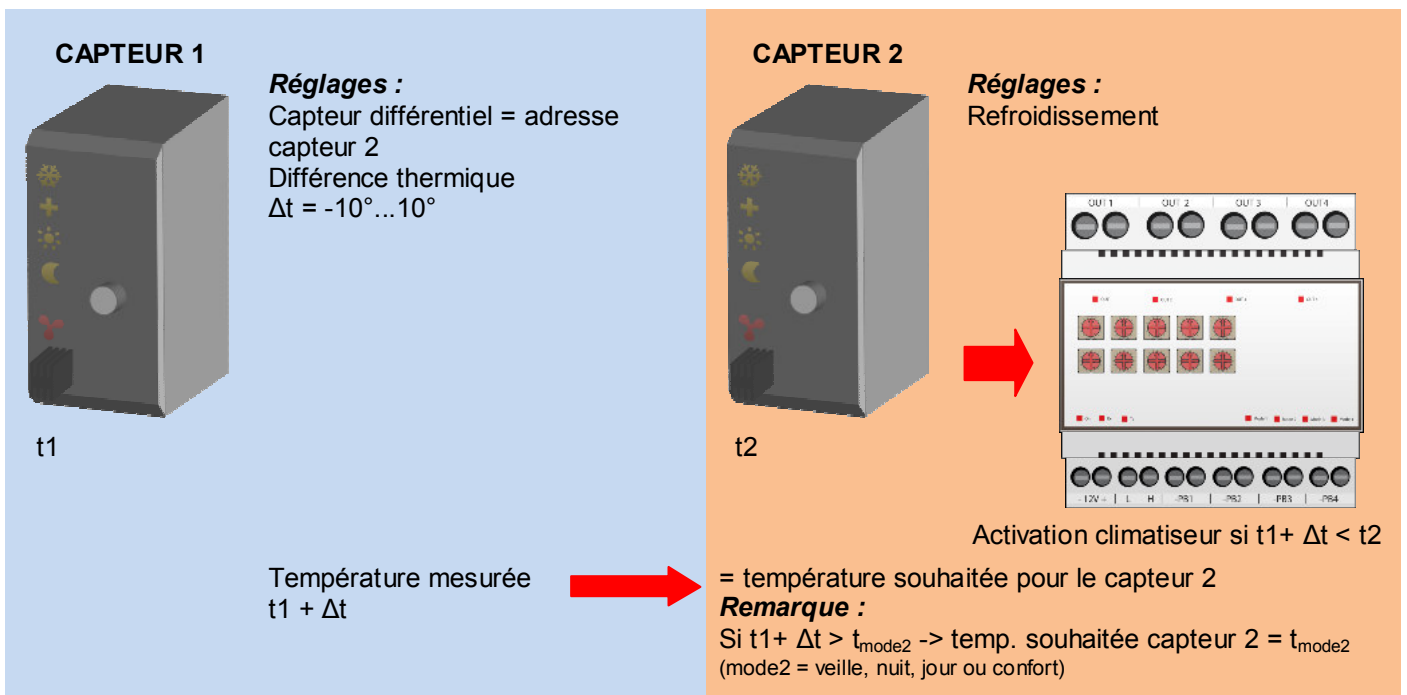 CAPTEUR 1
Réglages :
Capteur différentiel = adresse
capteur 2
Différence thermique
Δt = -10°...10°
t1
Température mesurée
t1 + Δt
CAPTEUR 2
Réglages :
Refroidissement
OUT 1 | OUT 2 | OUT 3 | OUT 4
- 12V + | L H | -PB1 | -PB2 | -PB3 | -PB4
t2
Activation climatiseur si t1+ Δt < t2
= température souhaitée pour le capteur 2
Remarque :
Si t1+ Δt > tmode2 -> temp. souhaitée capteur 2 = tmode2
(mode2 = veille, nuit, jour ou confort)